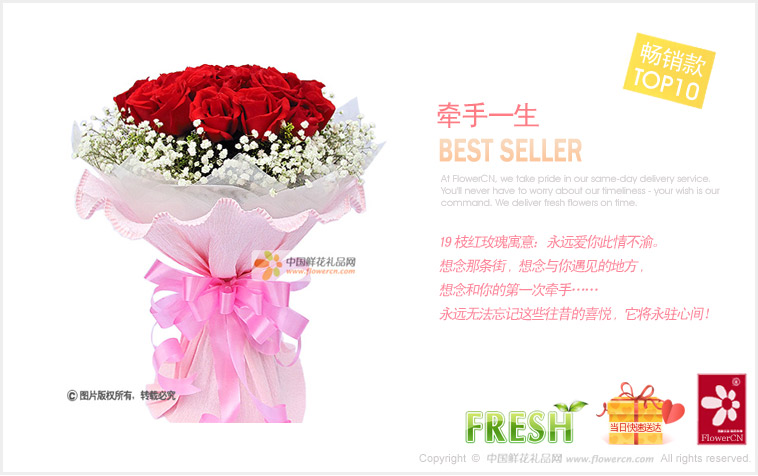 畅销款
TOP10
牵手一生
BEST SELLER
At FlowerCN, we take pride in our same-day delivery service.
You'll never have to worry about our timeliness - your wish is our
command. We deliver fresh flowers on time.
19 枝红玫瑰寓意：永远爱你此情不渝。
想念那条街，想念与你遇见的地方，
想念和你的第一次牵手……
永远无法忘记这些往昔的喜悦，它将永驻心间！
中国鲜花礼品网
www.flowercn.com
© 图片版权所有，转载必究
FRESH
当日快速送达
FlowerCN
Copyright © 中国鲜花礼品网 www.flowercn.com All rights reserved.